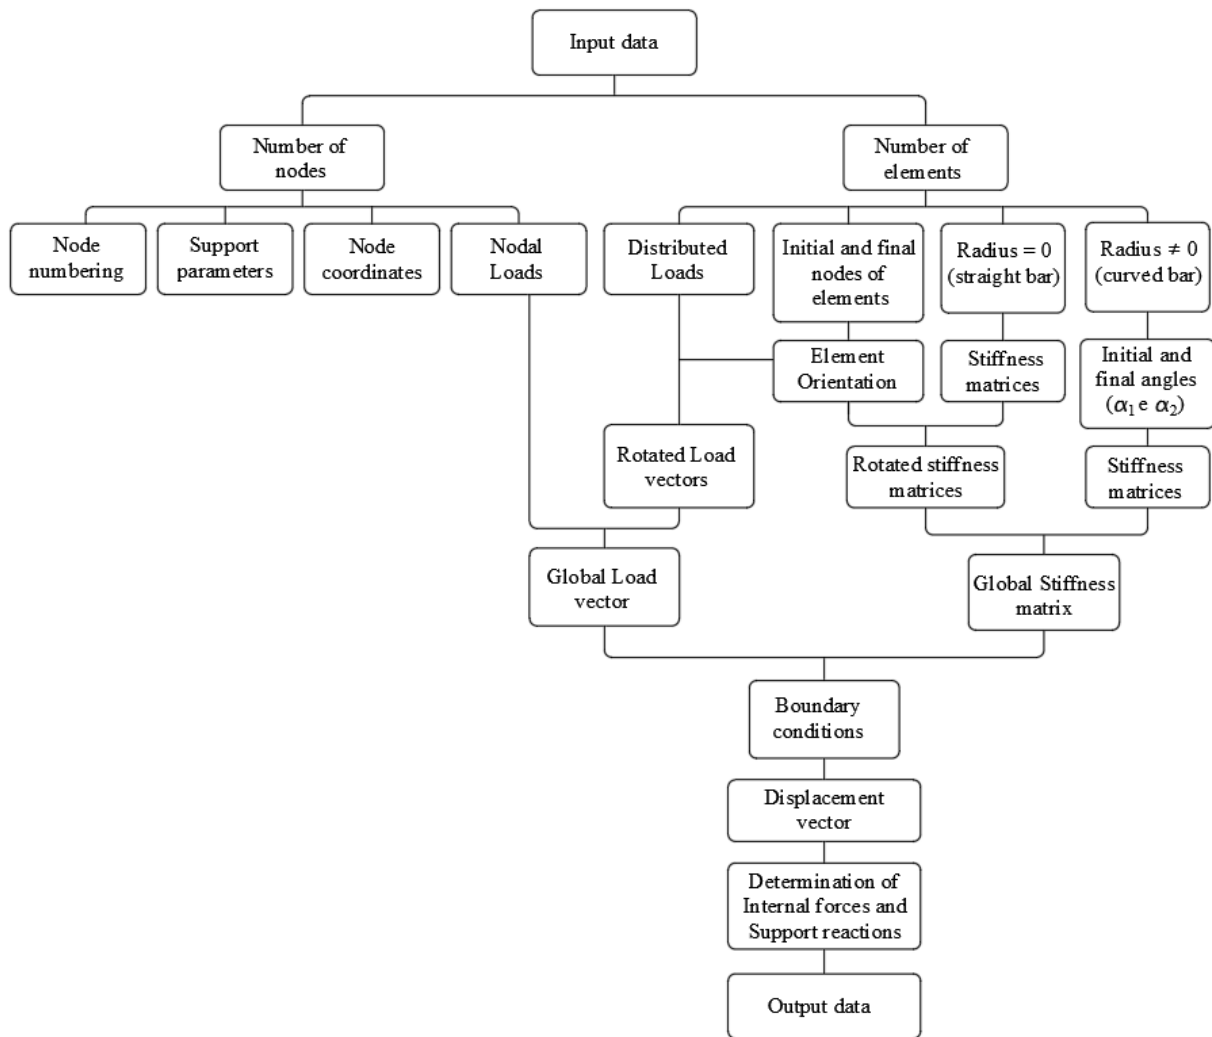 Input data
Number of
nodes
Number of
elements
Node
numbering
Support
parameters
Node
coordinates
Nodal
Loads
Distributed
Loads
Initial and final
nodes of
elements
Radius = 0
(straight bar)
Radius ≠ 0
(curved bar)
Element
Orientation
Stiffness
matrices
Initial and
final angles
(α₁ e α₂)
Rotated Load
vectors
Rotated stiffness
matrices
Stiffness
matrices
Global Load
vector
Global Stiffness
matrix
Boundary
conditions
Displacement
vector
Determination of
Internal forces and
Support reactions
Output data